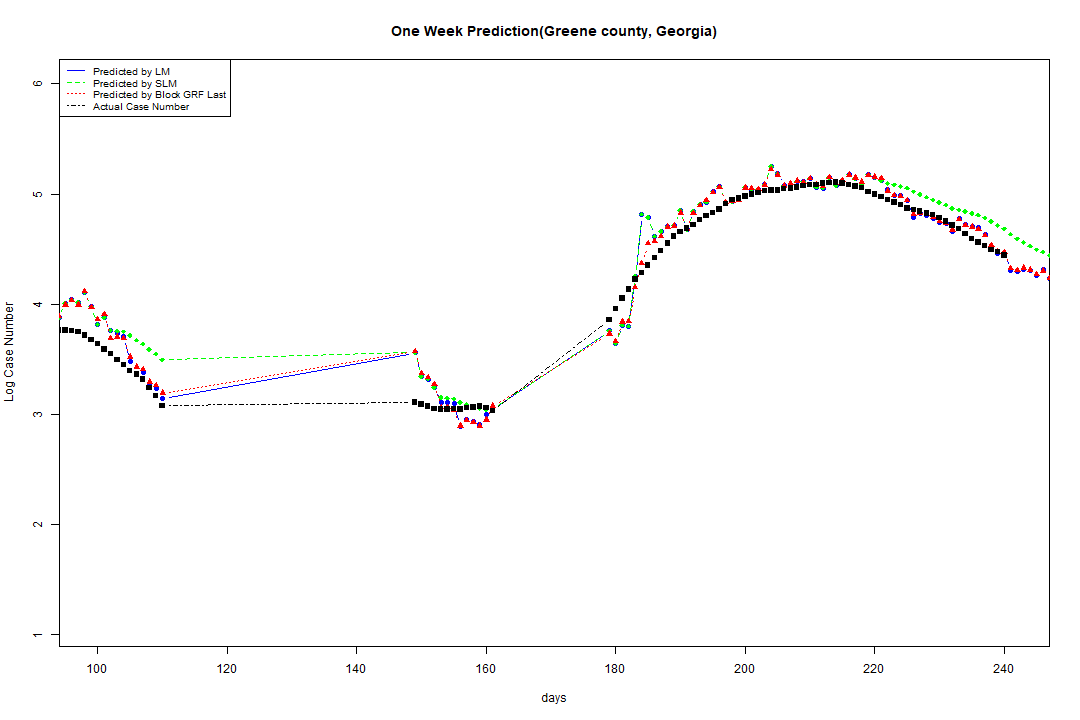 One Week Prediction(Greene county, Georgia)
Predicted by LM
Predicted by SLM
Predicted by Block GRF Last
Actual Case Number
6
5
4
3
2
1
Log Case Number
100 120 140 160 180 200 220 240
days